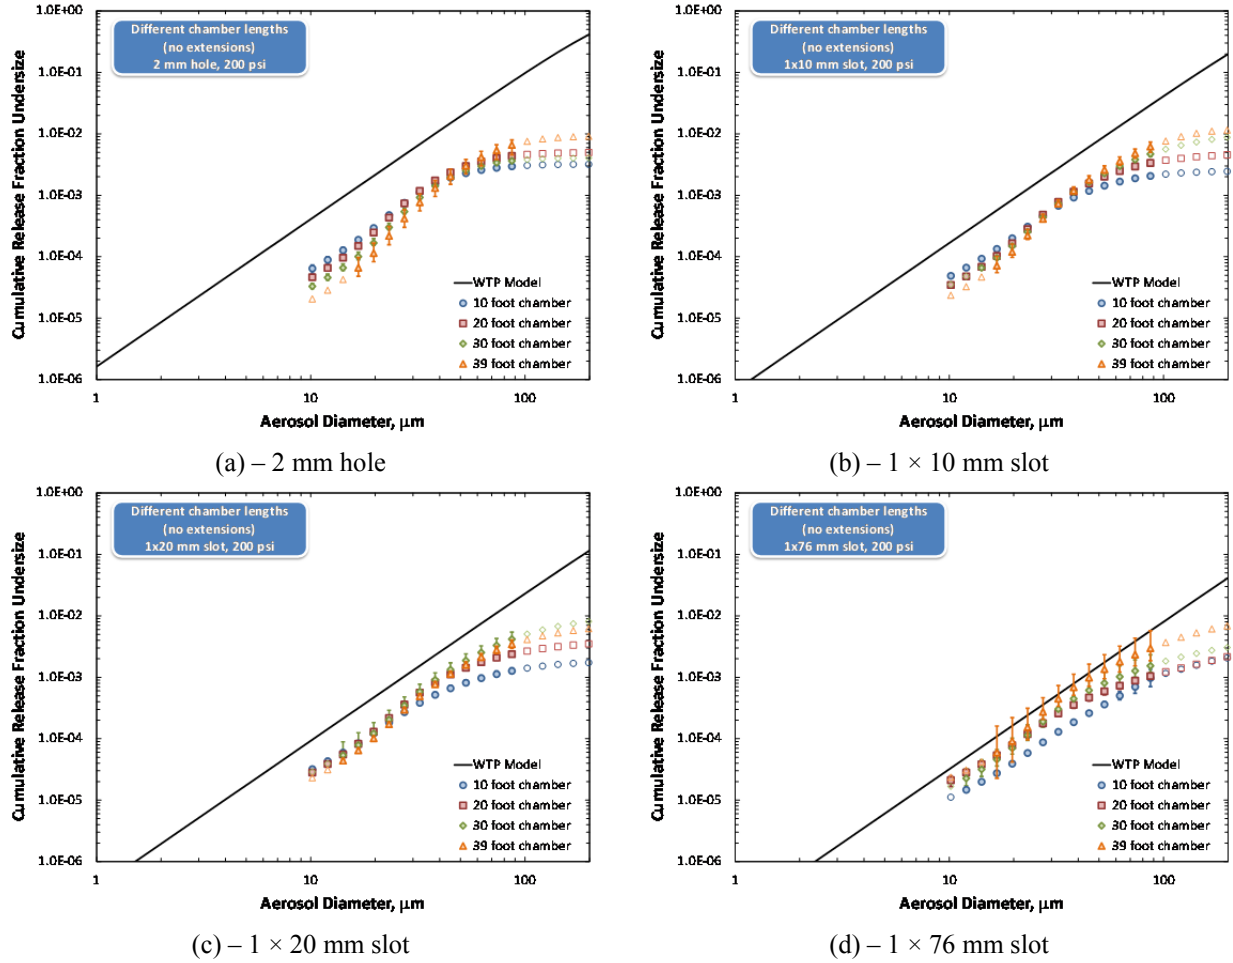 Different chamber lengths
(no extensions)
2 mm hole, 200 psi
Cumulative Release Fraction Undersize
1.0E+00
1.0E-01
1.0E-02
1.0E-03
1.0E-04
1.0E-05
1.0E-06
WTP Model
10 foot chamber
20 foot chamber
30 foot chamber
39 foot chamber
1
10
100
Aerosol Diameter, µm
(a) – 2 mm hole
Different chamber lengths
(no extensions)
1x10 mm slot, 200 psi
Cumulative Release Fraction Undersize
1.0E+00
1.0E-01
1.0E-02
1.0E-03
1.0E-04
1.0E-05
1.0E-06
WTP Model
10 foot chamber
20 foot chamber
30 foot chamber
39 foot chamber
1
10
100
Aerosol Diameter, µm
(b) – 1 × 10 mm slot
Different chamber lengths
(no extensions)
1x20 mm slot, 200 psi
Cumulative Release Fraction Undersize
1.0E+00
1.0E-01
1.0E-02
1.0E-03
1.0E-04
1.0E-05
1.0E-06
WTP Model
10 foot chamber
20 foot chamber
30 foot chamber
39 foot chamber
1
10
100
Aerosol Diameter, µm
(c) – 1 × 20 mm slot
Different chamber lengths
(no extensions)
1x76 mm slot, 200 psi
Cumulative Release Fraction Undersize
1.0E+00
1.0E-01
1.0E-02
1.0E-03
1.0E-04
1.0E-05
1.0E-06
WTP Model
10 foot chamber
20 foot chamber
30 foot chamber
39 foot chamber
1
10
100
Aerosol Diameter, µm
(d) – 1 × 76 mm slot